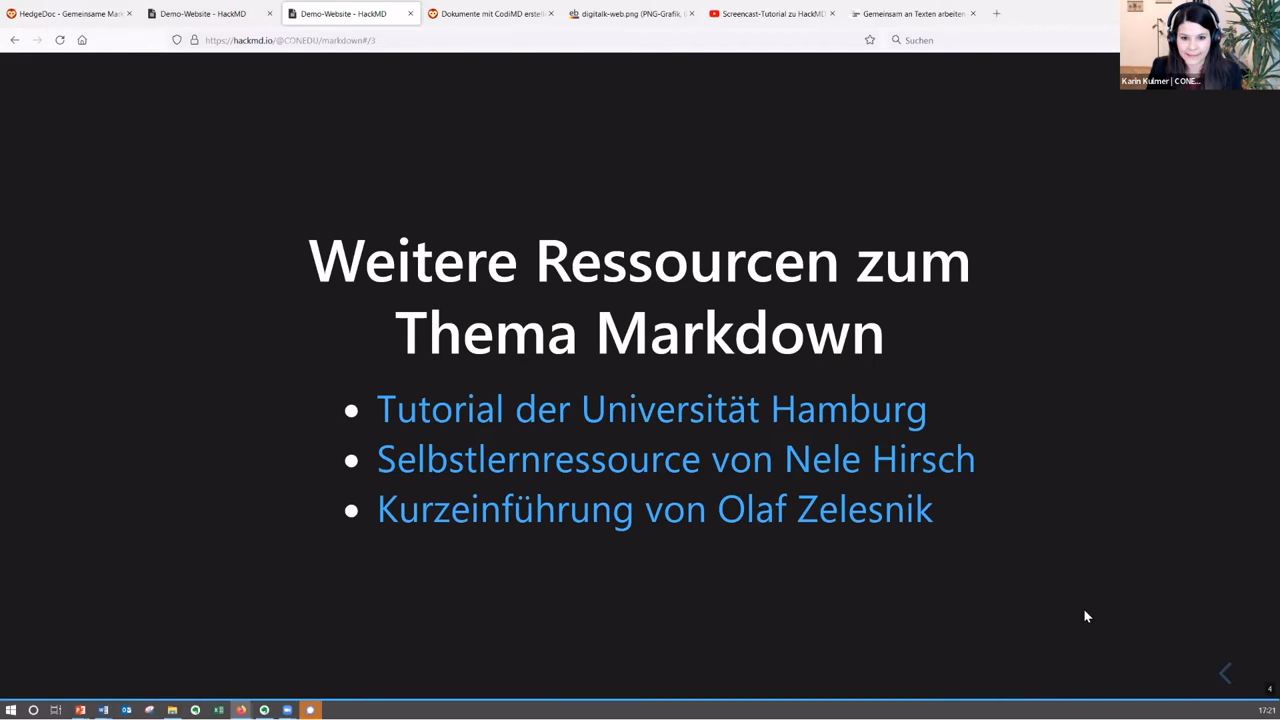 HedgeDoc - Gemeinsame Mark
Demo-Website - HackMD
Demo-Website - HackMD
Dokumente mit CodiMD erstell
digitalk-web.png (PNG-Grafik, 
Screencast-Tutorial zu HackMD
Gemeinsam an Texten arbeiten
https://hackmd.io/@CONEDU/markdown#/3
Suchen
Karin Kulmer | CONE...
Weitere Ressourcen zum
Thema Markdown
Tutorial der Universität Hamburg
Selbstlernressource von Nele Hirsch
Kurzeinführung von Olaf Zelesnik
4
17:21